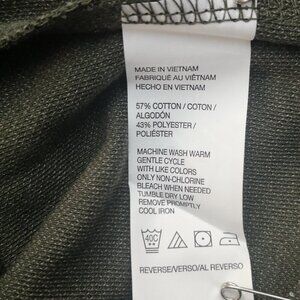 MADE IN VIETNAM
FABRIQUÉ AU VIÊTNAM
HECHO EN VIETNAM
57% COTTON / COTON /
ALGODÓN
43% POLYESTER /
POLIÉSTER
MACHINE WASH WARM
GENTLE CYCLE
WITH LIKE COLORS
ONLY NON-CHLORINE
BLEACH WHEN NEEDED
TUMBLE DRY LOW
REMOVE PROMPTLY
COOL IRON
40C
REVERSE/VERSO/AL REVERSO